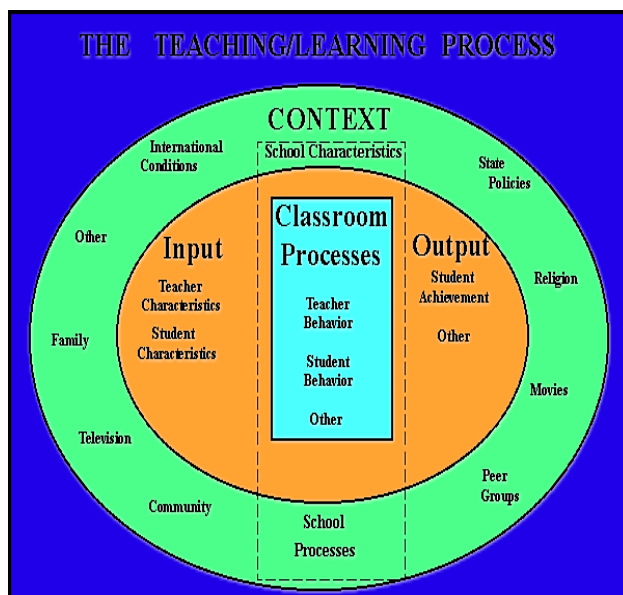 THE TEACHING/LEARNING PROCESS
CONTEXT
School Characteristics
International
Conditions
State
Policies
Other
Religion
Family
Movies
Television
Peer
Groups
Community
School
Processes
Input
Teacher
Characteristics
Student
Characteristics
Classroom
Processes
Teacher
Behavior
Student
Behavior
Other
Output
Student
Achievement
Other